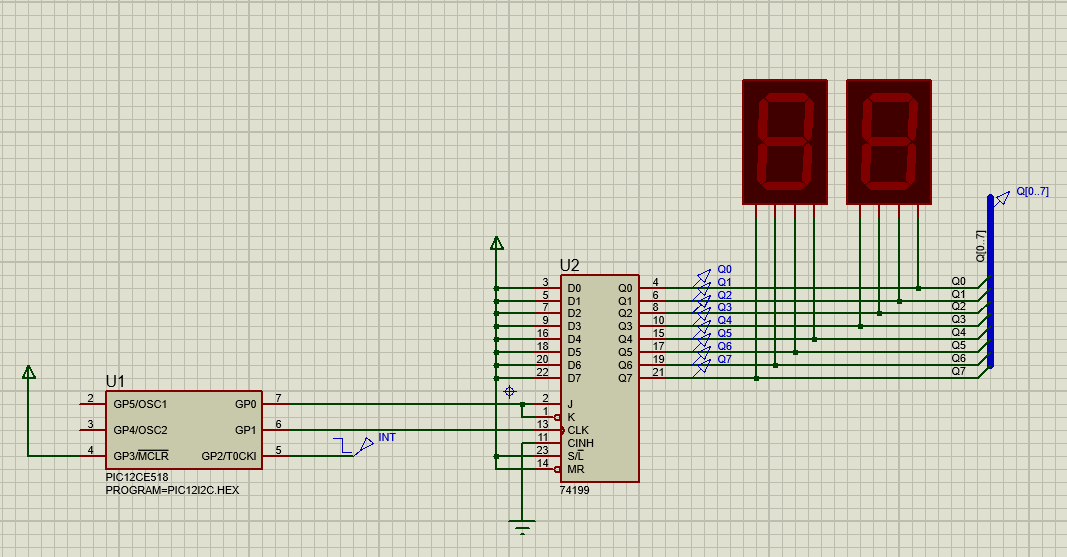 Q[0..7]
Q[0..7]
U2
Q0
3 D0 Q0 4 Q1 Q0
5 D1 Q1 6 Q2 Q1
7 D2 Q2 8 Q3 Q2
9 D3 Q3 10 Q4 Q3
16 D4 Q4 15 Q5 Q4
18 D5 Q5 17 Q6 Q5
20 D6 Q6 19 Q7 Q6
22 D7 Q7 21 Q7
U1
2 GP5/OSC1 GP0 7
2 J
1 K
3 GP4/OSC2 GP1 6
13 CLK
INT
11 CINH
4 GP3/MCLR GP2/T0CKI 5
23 S/L
14 MR
PIC12CE518
PROGRAM=PIC12I2C.HEX
74199